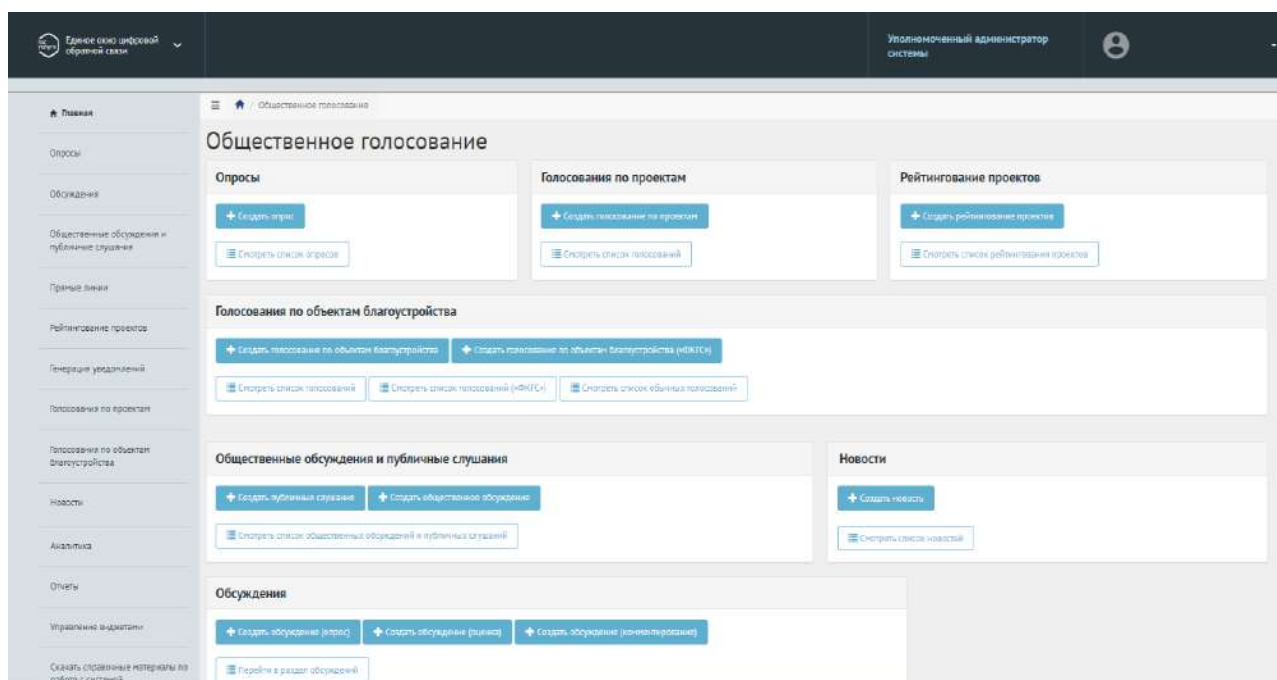 Единое окно цифровой
обратной связи
Уполномоченный администратор
системы
Главная
Опросы
Обсуждения
Общественные обсуждения и
публичные слушания
Прямые линии
Рейтингование проектов
Генерация уведомлений
Голосования по проектам
Голосования по объектам
благоустройства
Новости
Аналитика
Отчеты
Управление виджетами
Скачать справочные материалы по
работе с системой
/ Общественное голосование
Общественное голосование
Опросы
Создать опрос
Смотреть список опросов
Голосования по проектам
Создать голосование по проектам
Смотреть список голосований
Рейтингование проектов
Создать рейтингование проектов
Смотреть список рейтингования проектов
Голосования по объектам благоустройства
Создать голосование по объектам благоустройства
Создать голосование по объектам благоустройства («ФКГС»)
Смотреть список голосований
Смотреть список голосований («ФКГС»)
Смотреть список обычных голосований
Общественные обсуждения и публичные слушания
Создать публичные слушания
Создать общественное обсуждение
Смотреть список общественных обсуждений и публичных слушаний
Новости
Создать новость
Смотреть список новостей
Обсуждения
Создать обсуждение (опрос)
Создать обсуждение (оценка)
Создать обсуждение (комментирование)
Перейти в раздел обсуждений